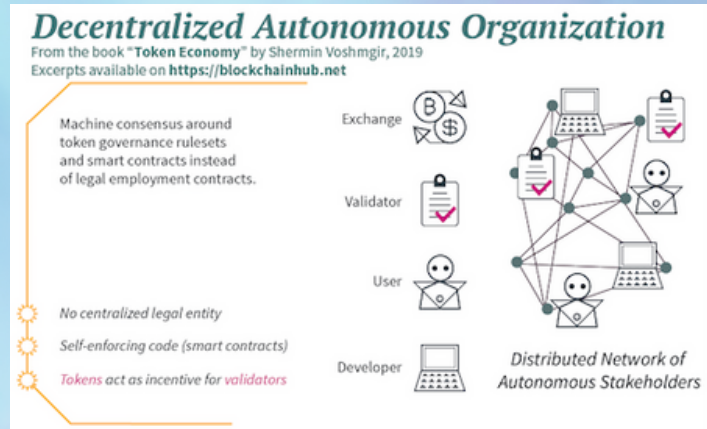 Decentralized Autonomous Organization
From the book “Token Economy” by Shermin Voshmgir, 2019
Excerpts available on https://blockchainhub.net
Machine consensus around
token governance rulesets
and smart contracts instead
of legal employment contracts.
No centralized legal entity
Self-enforcing code (smart contracts)
Tokens act as incentive for validators
Exchange
B
$
Validator
User
Developer
Distributed Network of
Autonomous Stakeholders